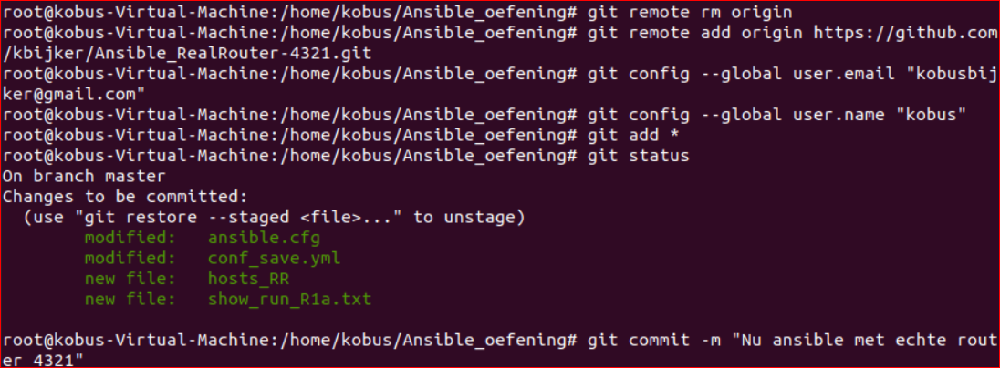 root@kobus-Virtual-Machine:/home/kobus/Ansible_oefening# git remote rm origin
root@kobus-Virtual-Machine:/home/kobus/Ansible_oefening# git remote add origin https://github.com
/kbijker/Ansible_RealRouter-4321.git
root@kobus-Virtual-Machine:/home/kobus/Ansible_oefening# git config --global user.email "kobusbij
ker@gmail.com"
root@kobus-Virtual-Machine:/home/kobus/Ansible_oefening# git config --global user.name "kobus"
root@kobus-Virtual-Machine:/home/kobus/Ansible_oefening# git add *
root@kobus-Virtual-Machine:/home/kobus/Ansible_oefening# git status
On branch master
Changes to be committed:
  (use "git restore --staged <file>..." to unstage)
        modified:   ansible.cfg
        modified:   conf_save.yml
        new file:   hosts_RR
        new file:   show_run_R1a.txt

root@kobus-Virtual-Machine:/home/kobus/Ansible_oefening# git commit -m "Nu ansible met echte rout
er 4321"